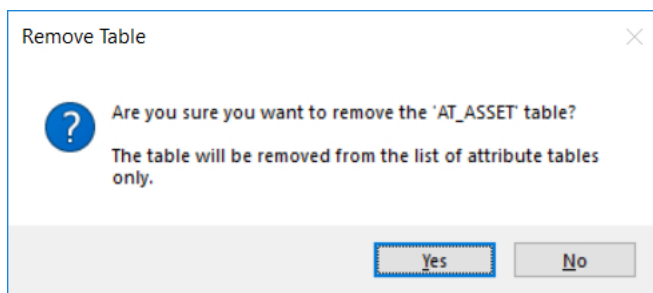 Remove Table
Are you sure you want to remove the 'AT_ASSET' table?
The table will be removed from the list of attribute tables
only.
Yes
No